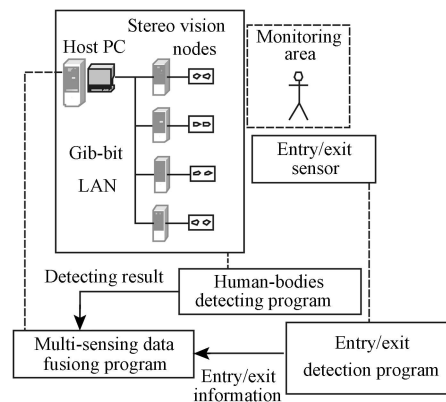 Stereo vision
nodes
Host PC
Gib-bit
LAN
Monitoring
area
Entry/exit
sensor
Detecting result
Human-bodies
detecting program
Multi-sensing data
fusiong program
Entry/exit
information
Entry/exit
detection program